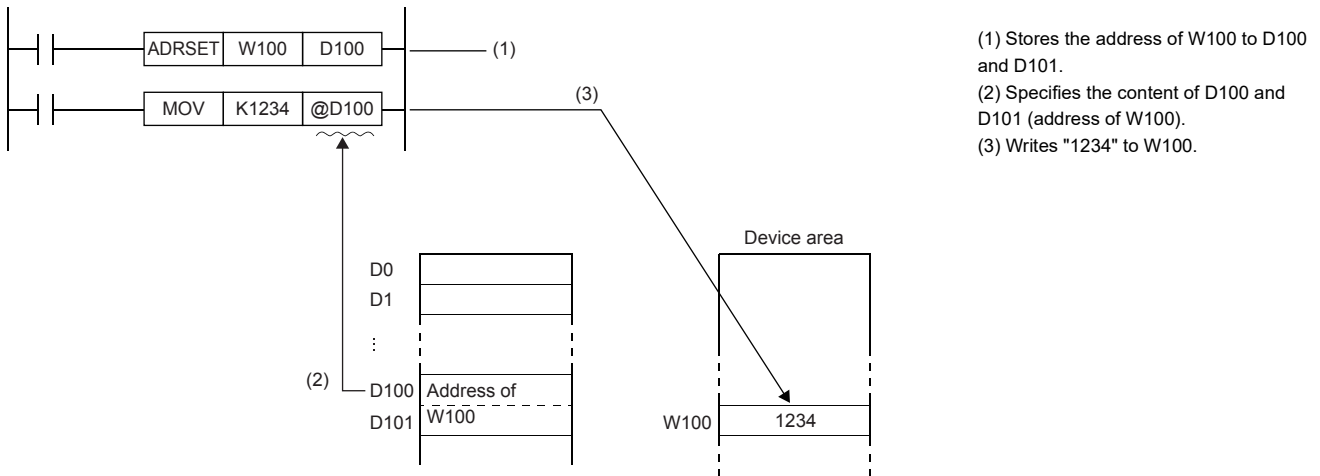 ADRSET W100 D100 (1)
MOV K1234 @D100
(3)
(1) Stores the address of W100 to D100
and D101.
(2) Specifies the content of D100 and
D101 (address of W100).
(3) Writes "1234" to W100.
Device area
D0
D1
⋮
(2)
D100 Address of
D101 W100
W100 1234